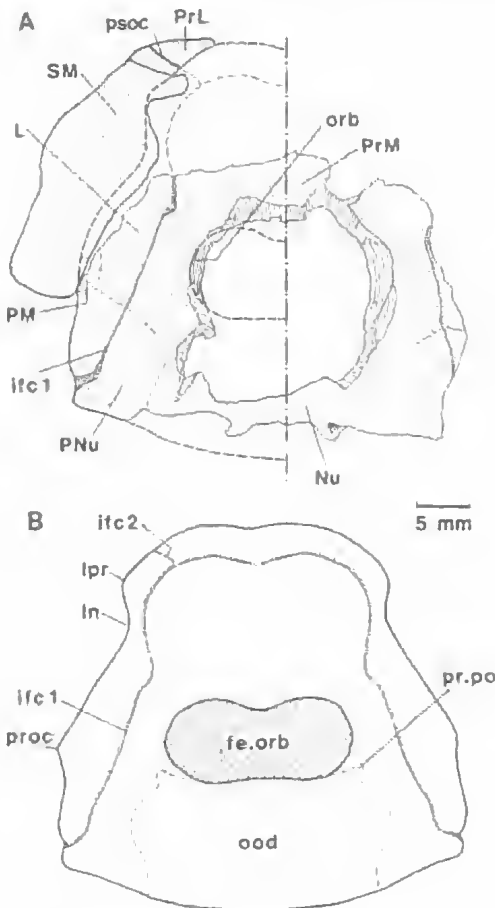 A
psoc
PrL
SM
L
orb
PrM
PM
ifc1
PNu
Nu
5 mm
B
ifc2
lpr
ln
ifc1
proc
pr.po
fe.orb
ood